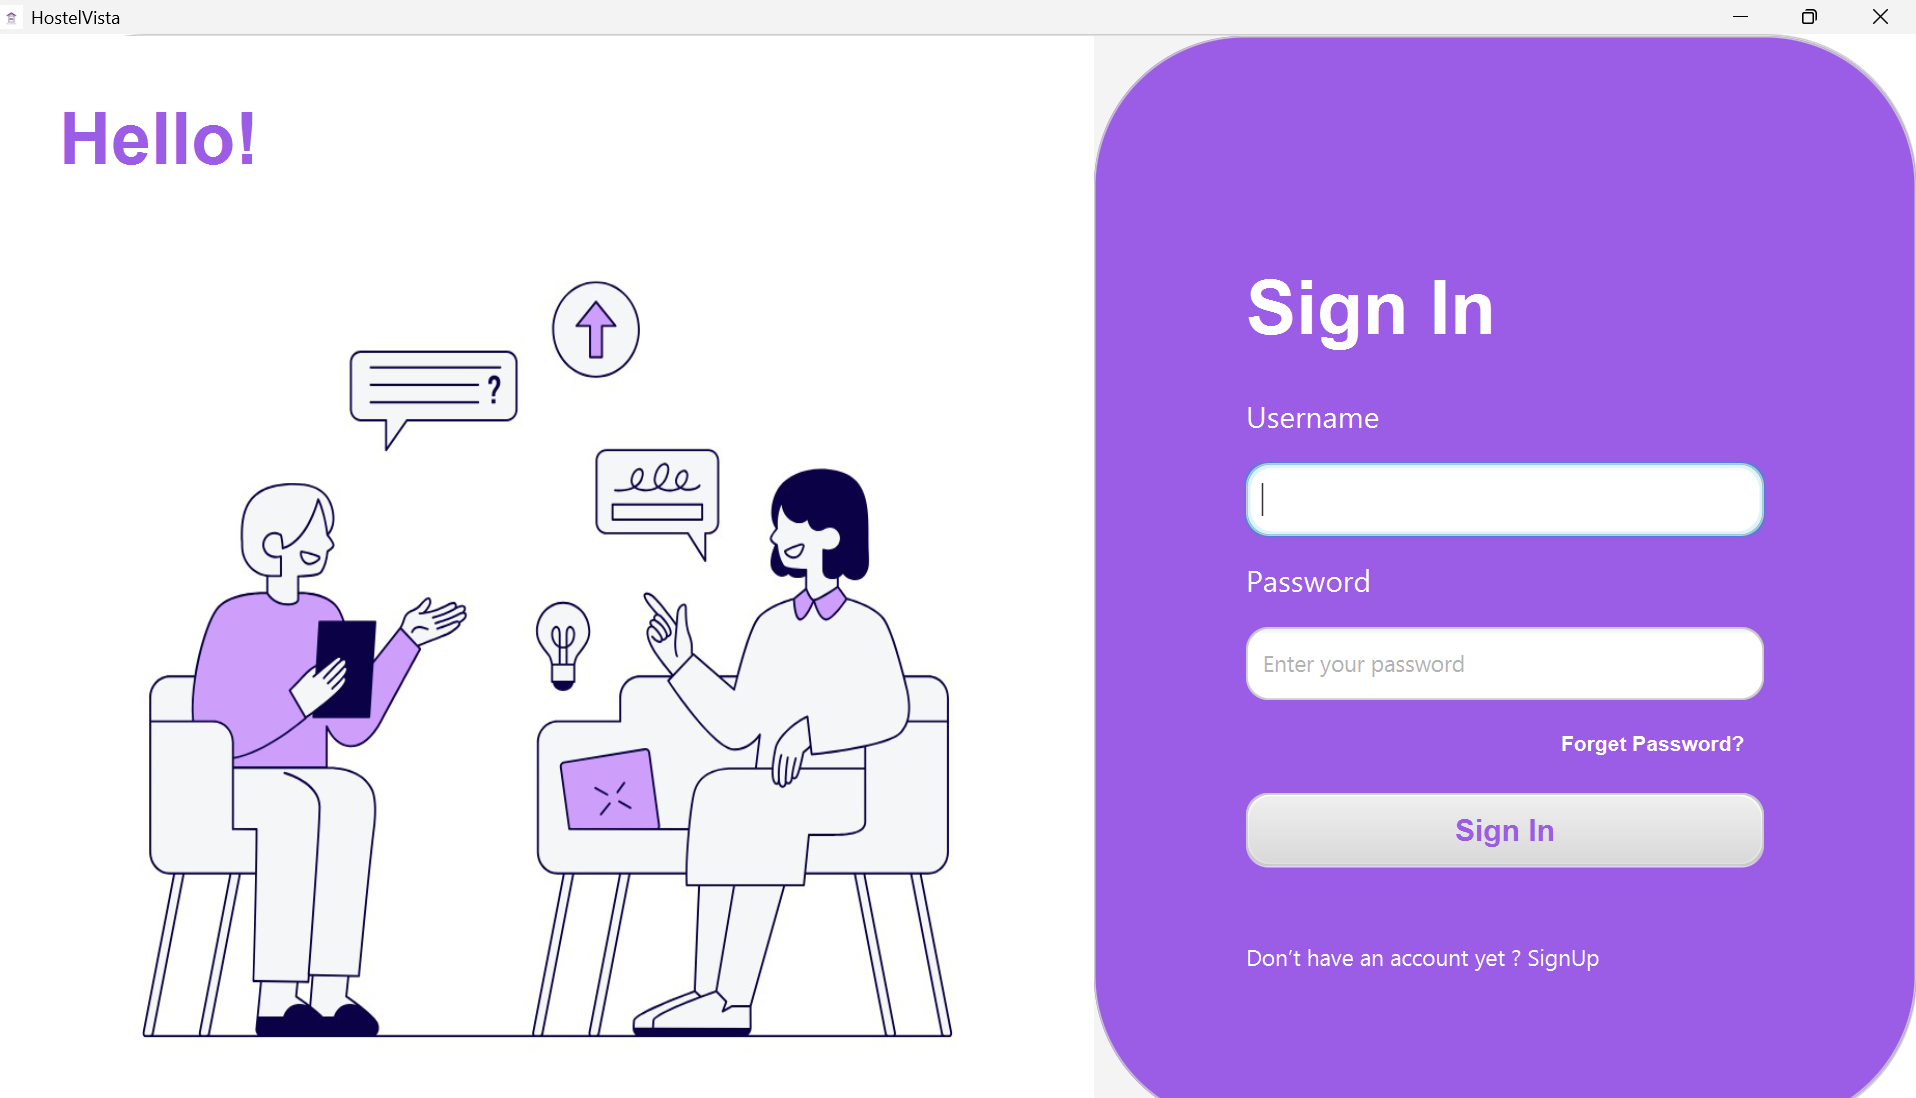 HostelVista
Hello!
?
Sign In
Username
Password
Enter your password
Forget Password?
Sign In
Don't have an account yet ? SignUp